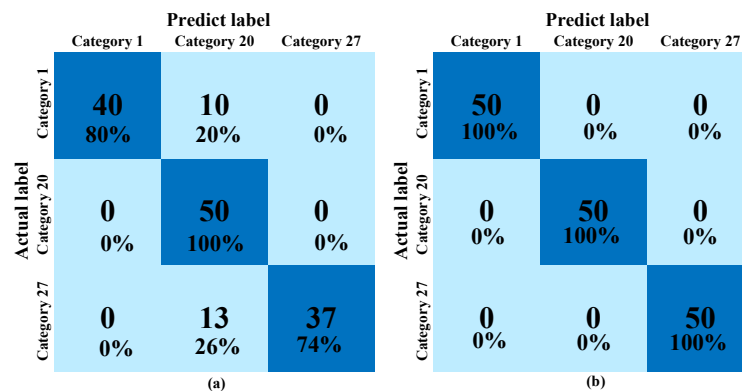 Predict label
Category 1 Category 20 Category 27
Actual label
Category 1
40 10 0
80% 20% 0%
Category 20
0 50 0
0% 100% 0%
Category 27
0 13 37
0% 26% 74%
(a)
Predict label
Category 1 Category 20 Category 27
Actual label
Category 1
50 0 0
100% 0% 0%
Category 20
0 50 0
0% 100% 0%
Category 27
0 0 50
0% 0% 100%
(b)